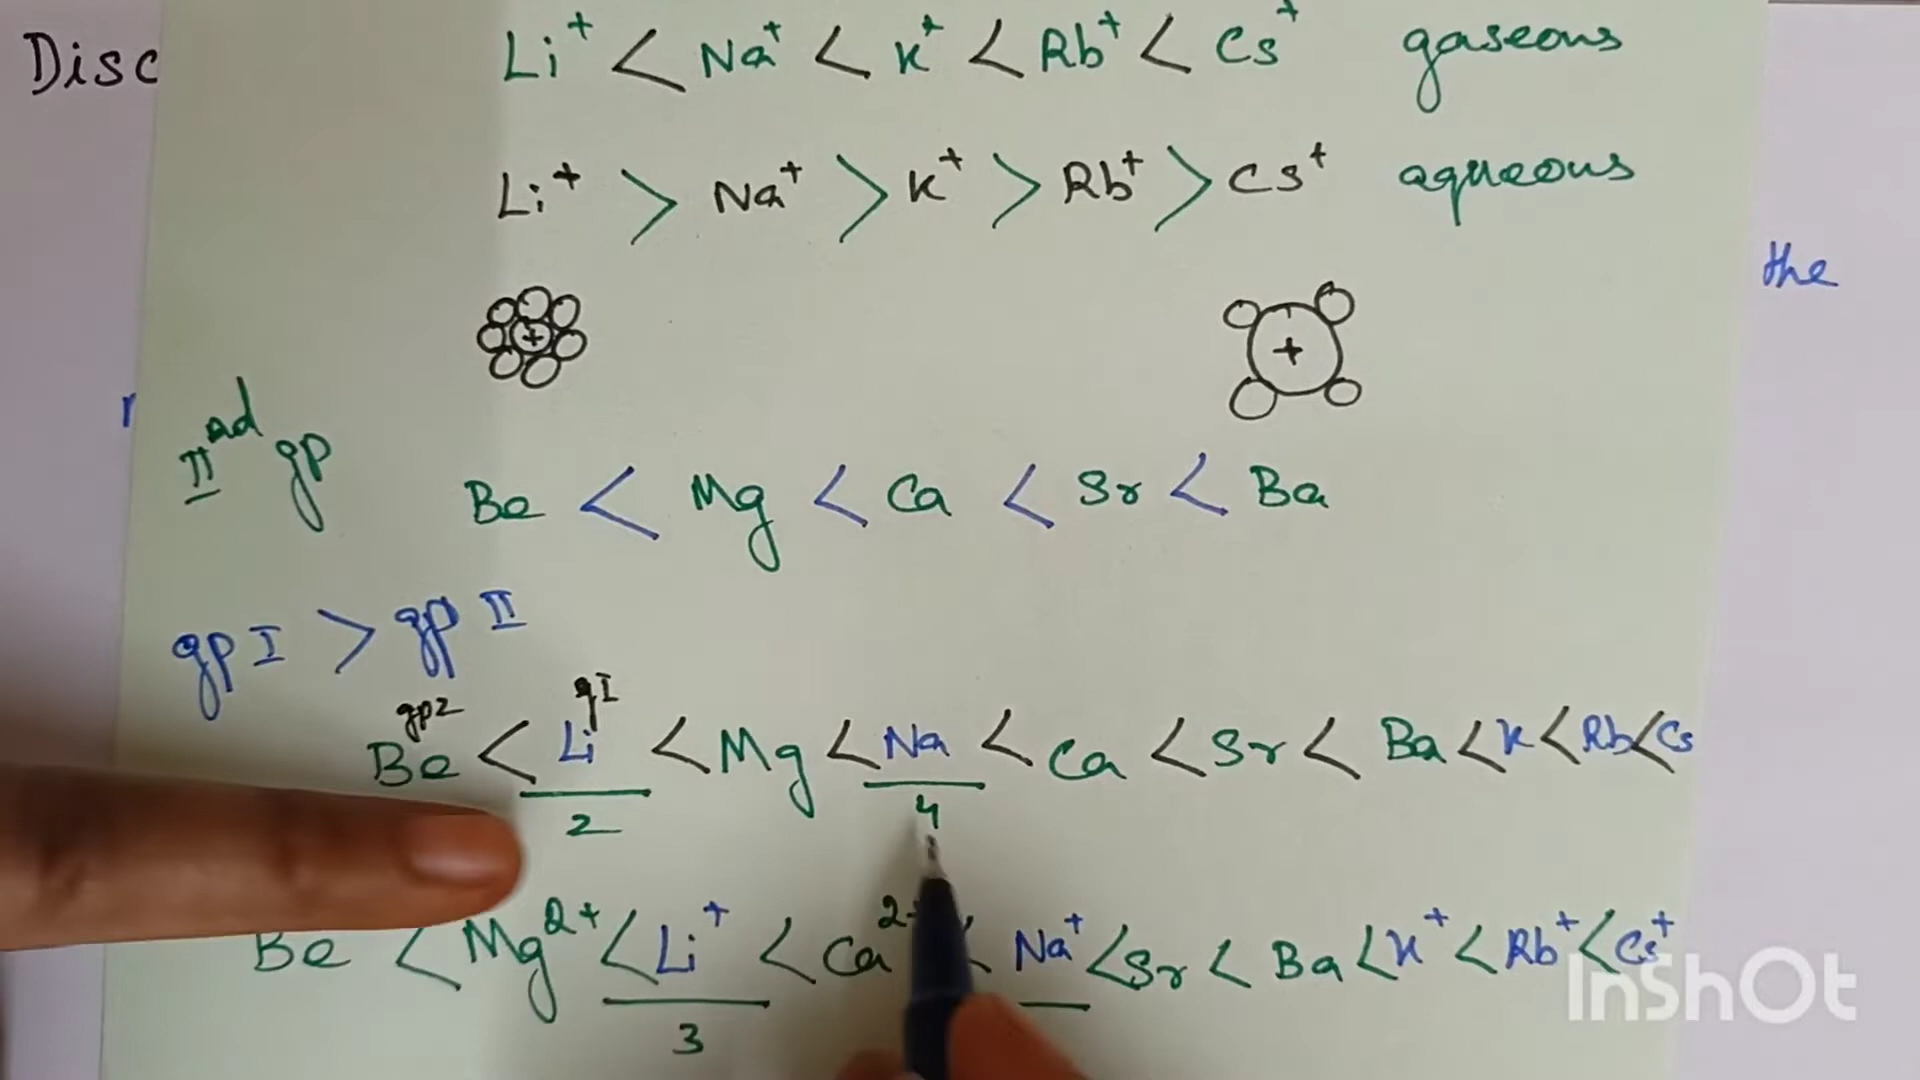 Disc
Li⁺ < Na⁺ < K⁺ < Rb⁺ < Cs⁺ gaseous
Li⁺ > Na⁺ > K⁺ > Rb⁺ > Cs⁺ aqueous
the
+ +
IIⁿᵈ gp
Be < Mg < Ca < Sr < Ba
gp I > gp II
gp2 gI
Be < Li < Mg < Na < Ca < Sr < Ba < K < Rb < Cs
2 4
Be < Mg²⁺ < Li⁺ < Ca²⁺ < Na⁺ < Sr < Ba < K⁺ < Rb⁺ < Cs⁺
3
InShOt